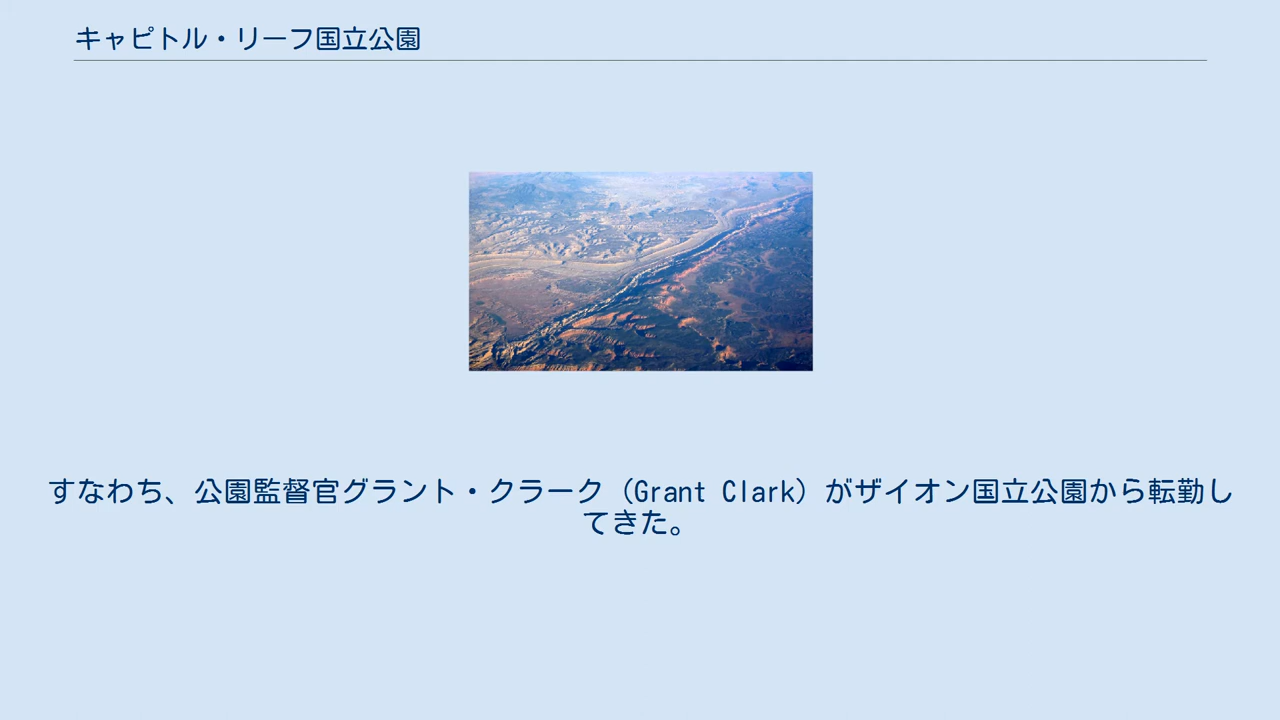 キャピトル・リーフ国立公園
すなわち、公園監督官グラント・クラーク（Grant Clark）がザイオン国立公園から転勤し
てきた。